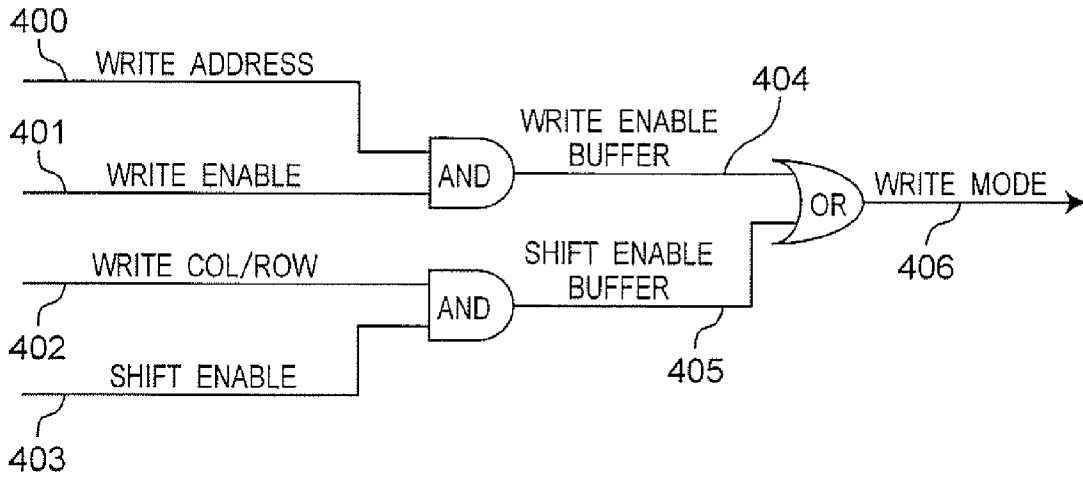 400
WRITE ADDRESS
401
WRITE ENABLE
AND
WRITE ENABLE
BUFFER
404
OR
WRITE MODE
406
WRITE COL/ROW
402
AND
SHIFT ENABLE
BUFFER
405
SHIFT ENABLE
403